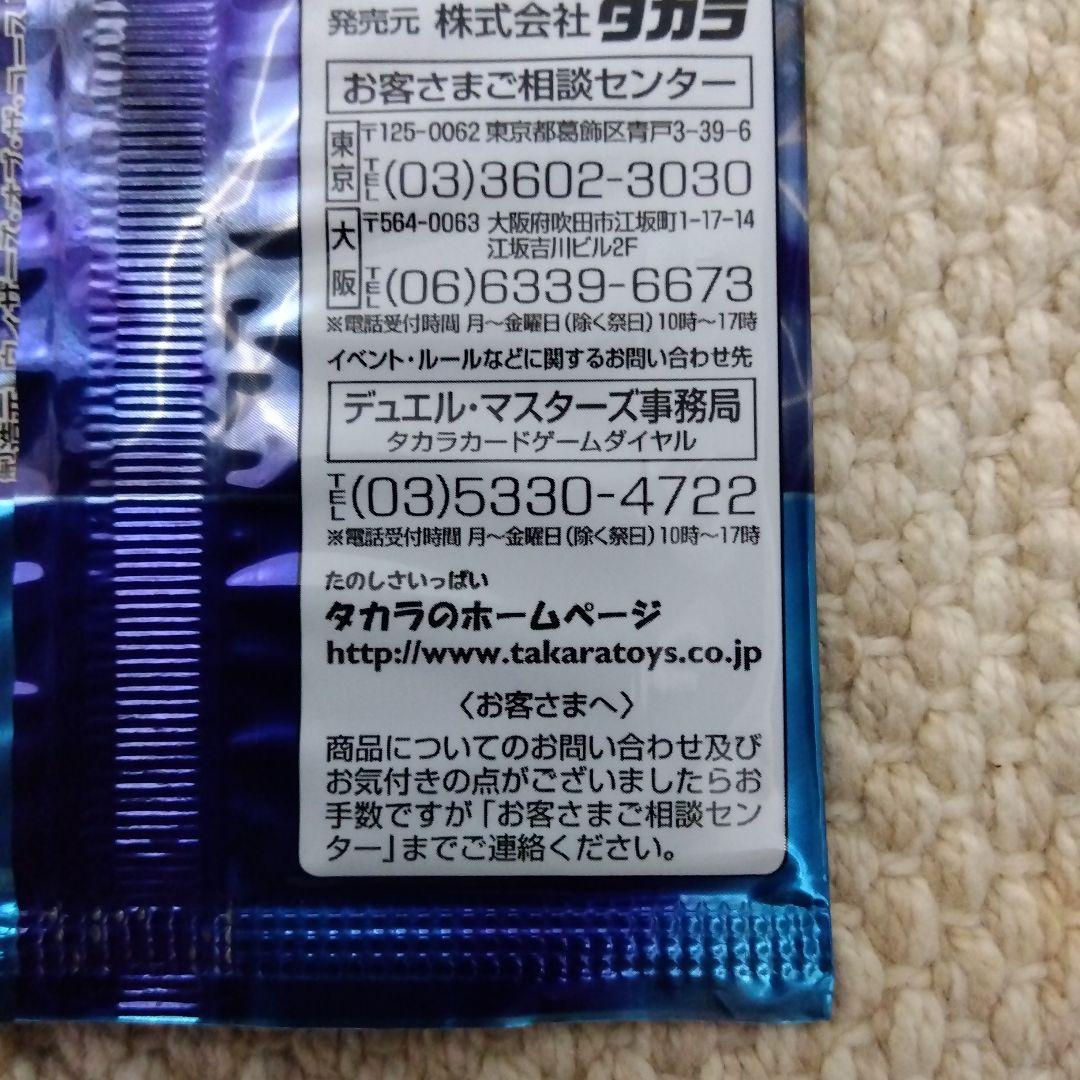 発売元 株式会社タカラ
お客さまご相談センター
東京 〒125-0062 東京都葛飾区青戸3-39-6
TEL(03)3602-3030
大阪 〒564-0063 大阪府吹田市江坂町1-17-14
江坂吉川ビル2F
TEL(06)6339-6673
※電話受付時間 月〜金曜日(除く祭日)10時〜17時
イベント・ルールなどに関するお問い合わせ先
デュエル・マスターズ事務局
タカラカードゲームダイヤル
TEL(03)5330-4722
※電話受付時間 月〜金曜日(除く祭日)10時〜17時
たのしさいっぱい
タカラのホームページ
http://www.takaratoys.co.jp
〈お客さまへ〉
商品についてのお問い合わせ及び
お気付きの点がございましたらお
手数ですが「お客さまご相談セン
ター」までご連絡ください。